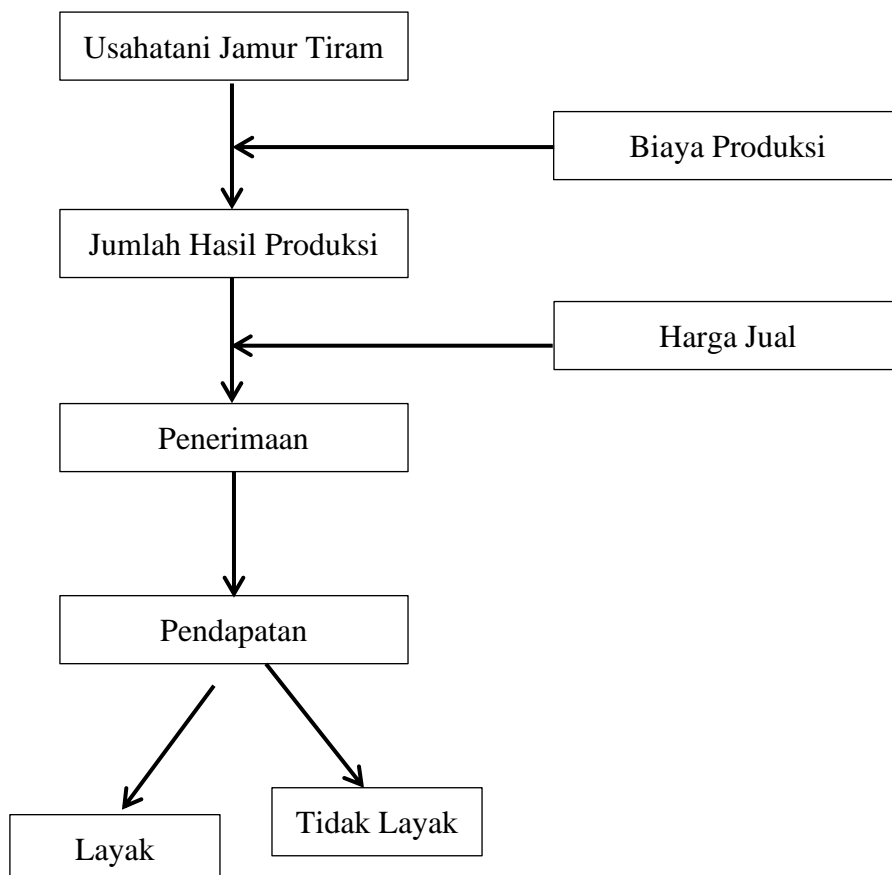 Usahatani Jamur Tiram
Biaya Produksi
Jumlah Hasil Produksi
Harga Jual
Penerimaan
Pendapatan
Tidak Layak
Layak